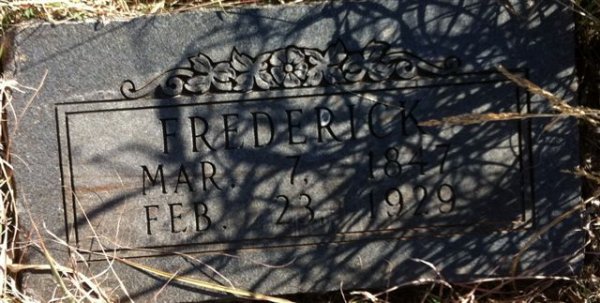 FREDERICK
MAR. 7, 1847
FEB. 23, 1929